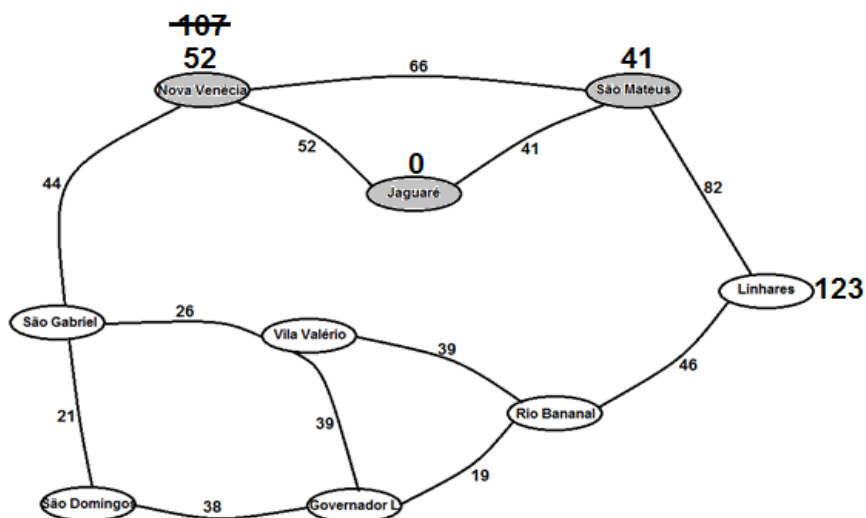 107
52
41
Nova Venécia
66
São Mateus
52
0
41
Jaguaré
44
82
Linhares
123
São Gabriel
26
Vila Valério
39
46
Rio Bananal
21
39
19
São Domingos
38
Governador L